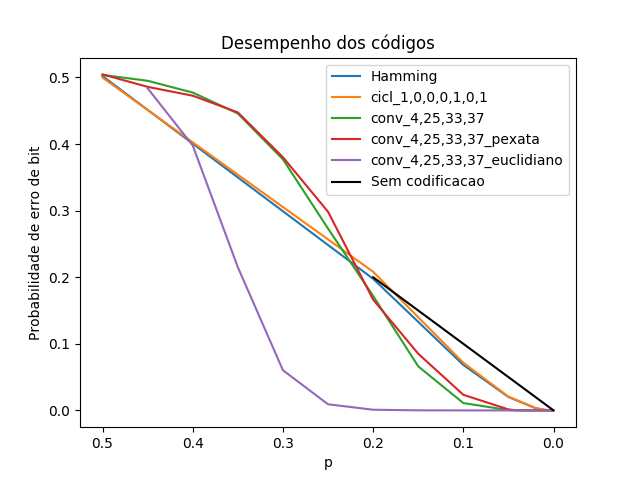 Desempenho dos códigos
Probabilidade de erro de bit
0.5
0.4
0.3
0.2
0.1
0.0
Hamming
cicl_1,0,0,0,1,0,1
conv_4,25,33,37
conv_4,25,33,37_pexata
conv_4,25,33,37_euclidiano
Sem codificacao
0.5 0.4 0.3 0.2 0.1 0.0
p